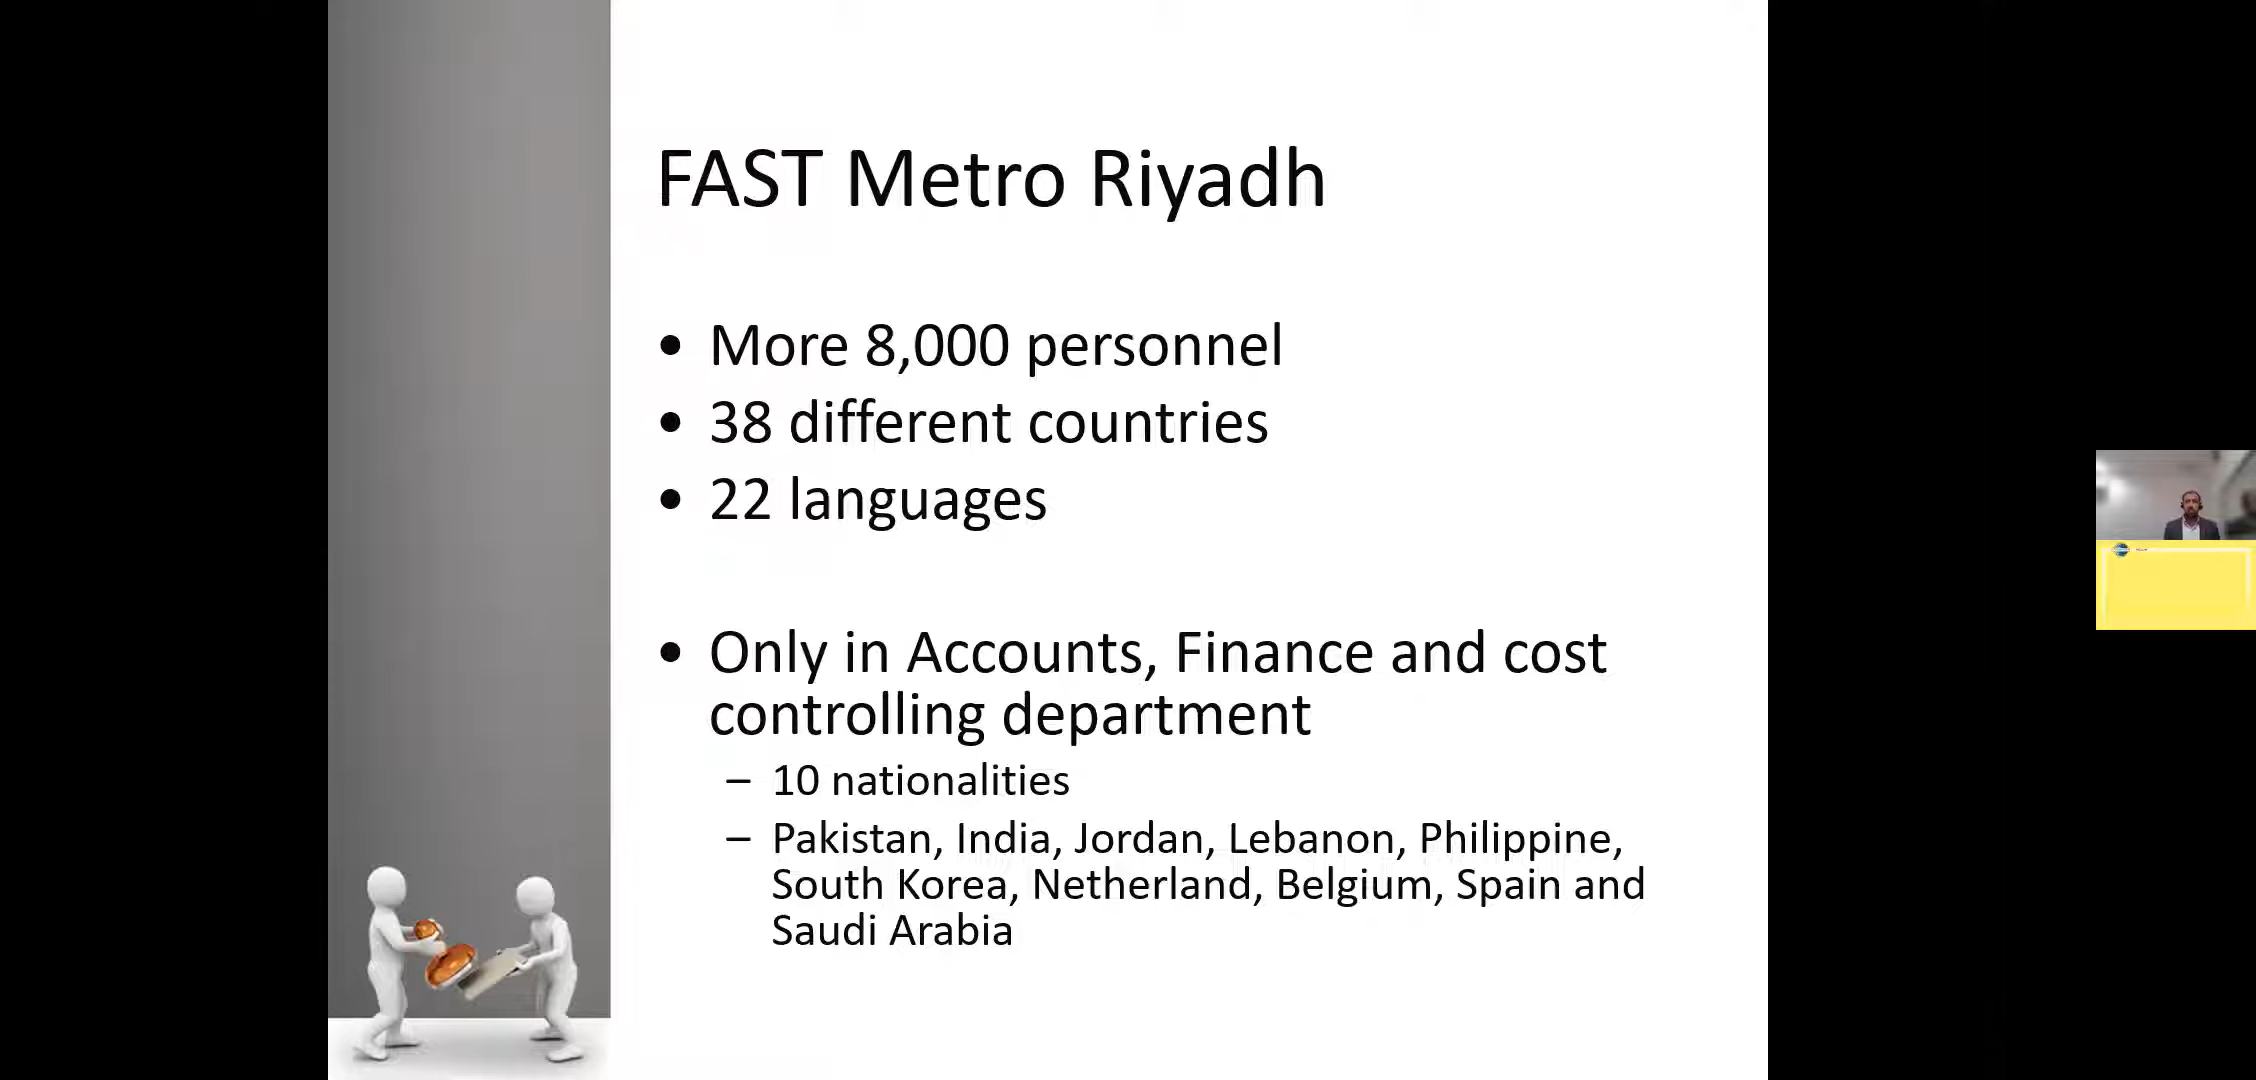 FAST Metro Riyadh
• More 8,000 personnel
• 38 different countries
• 22 languages
• Only in Accounts, Finance and cost
controlling department
– 10 nationalities
– Pakistan, India, Jordan, Lebanon, Philippine,
South Korea, Netherland, Belgium, Spain and
Saudi Arabia